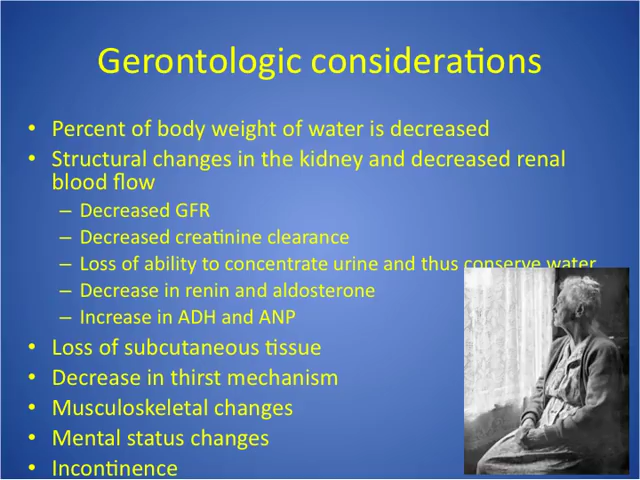 Gerontologic considerations
• Percent of body weight of water is decreased
• Structural changes in the kidney and decreased renal
blood flow
– Decreased GFR
– Decreased creatinine clearance
– Loss of ability to concentrate urine and thus conserve water
– Decrease in renin and aldosterone
– Increase in ADH and ANP
• Loss of subcutaneous tissue
• Decrease in thirst mechanism
• Musculoskeletal changes
• Mental status changes
• Incontinence